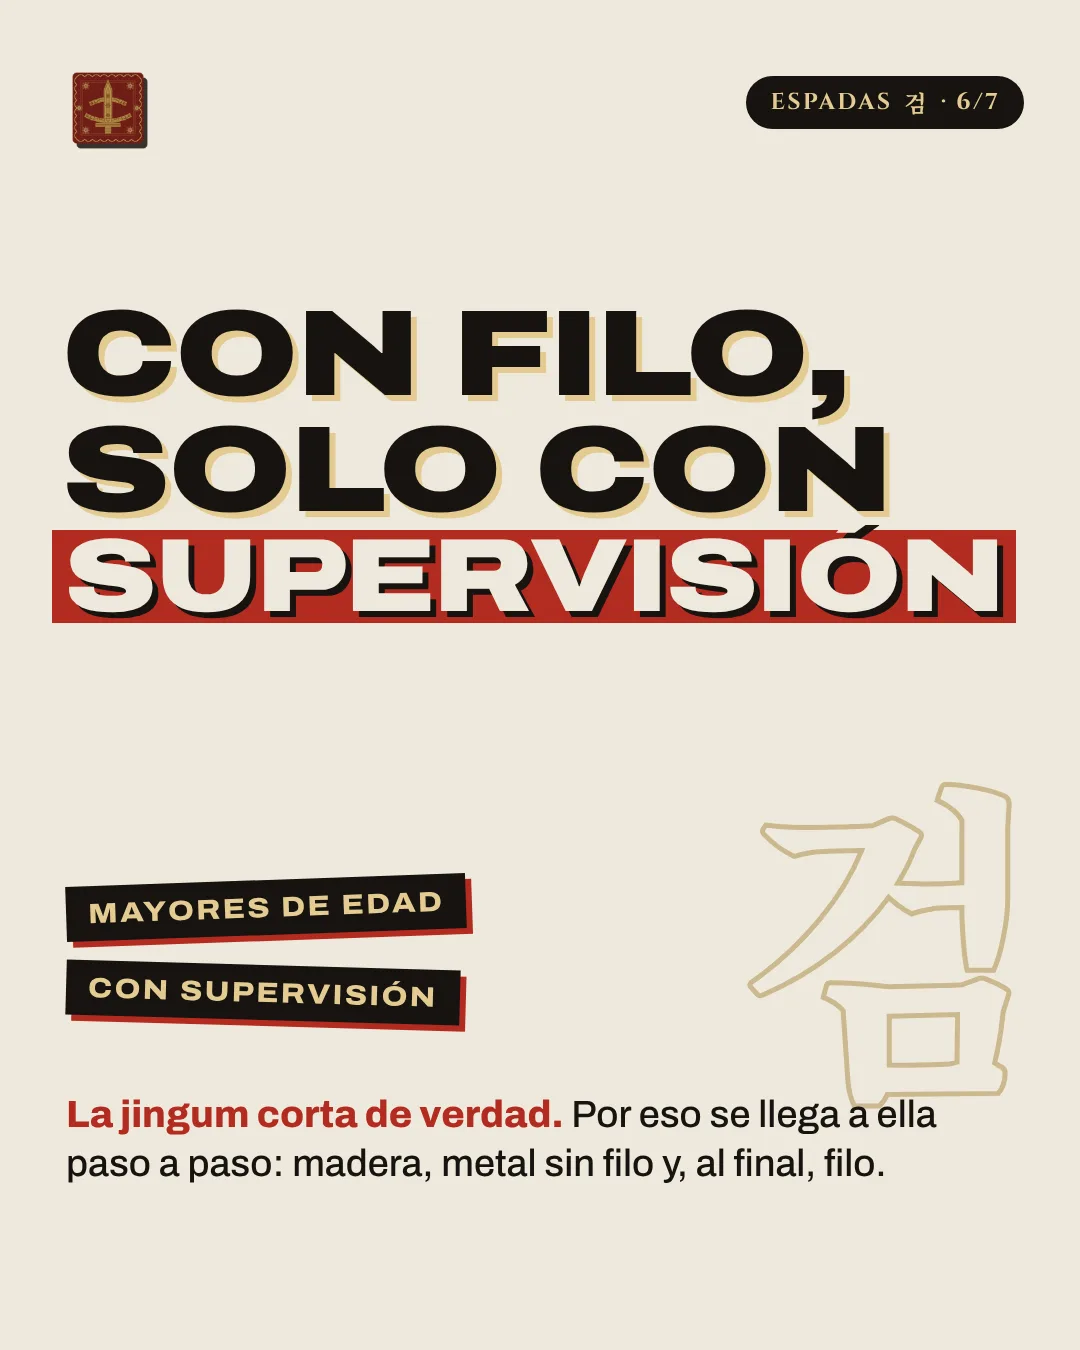 ESPADAS 검 · 6/7
CON FILO,
SOLO CON
SUPERVISIÓN
검
MAYORES DE EDAD
CON SUPERVISIÓN
La jingum corta de verdad. Por eso se llega a ella
paso a paso: madera, metal sin filo y, al final, filo.